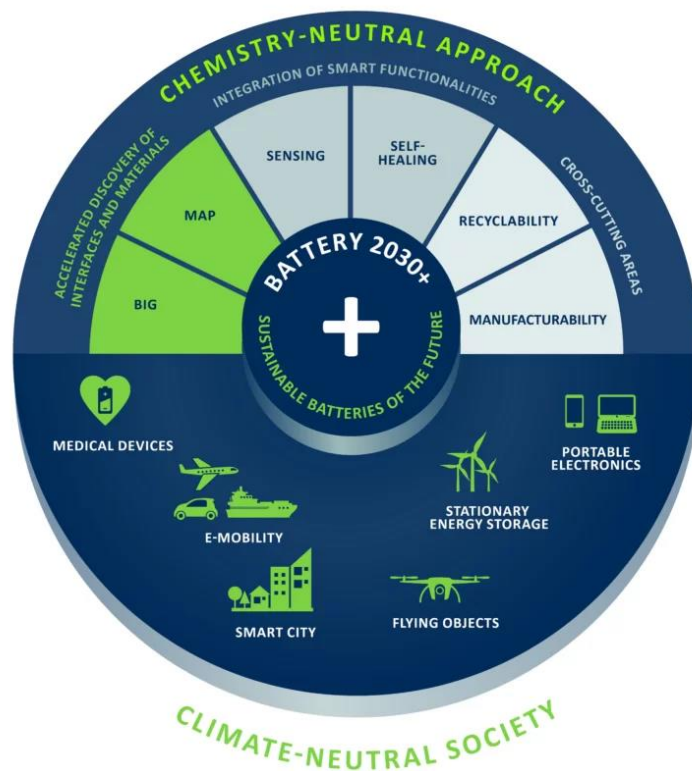 CHEMISTRY-NEUTRAL APPROACH
INTEGRATION OF SMART FUNCTIONALITIES
ACCELERATED DISCOVERY OF
INTERFACES AND MATERIALS
CROSS-CUTTING AREAS
BIG
MAP
SENSING
SELF-
HEALING
RECYCLABILITY
MANUFACTURABILITY
BATTERY 2030+
+
SUSTAINABLE BATTERIES OF THE FUTURE
MEDICAL DEVICES
PORTABLE
ELECTRONICS
E-MOBILITY
STATIONARY
ENERGY STORAGE
SMART CITY
FLYING OBJECTS
CLIMATE-NEUTRAL SOCIETY